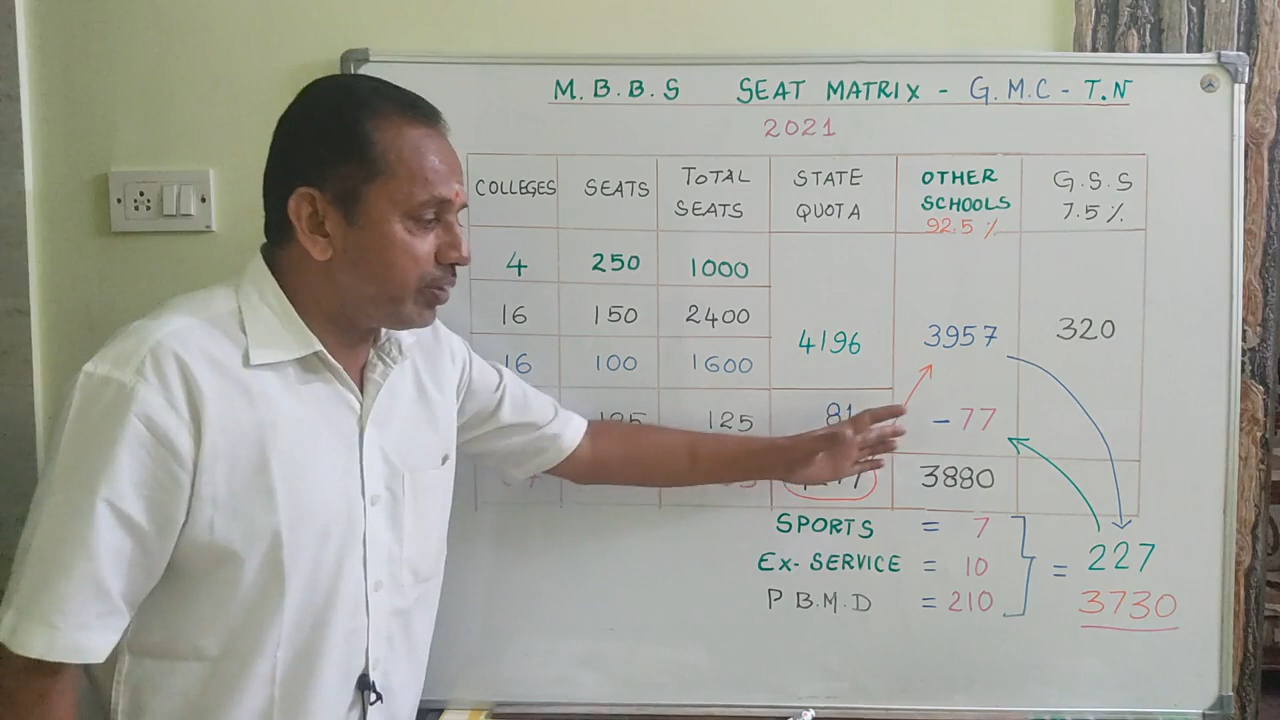 M.B.B.S SEAT MATRIX - G.M.C - T.N
2021
COLLEGES SEATS TOTAL SEATS STATE QUOTA OTHER SCHOOLS 92.5 % G.S.S 7.5 %
4 250 1000
16 150 2400
16 100 1600
4196 3957 320
125 81 - 77
3880
SPORTS = 7
EX- SERVICE = 10
P B.M.D = 210
= 227
3730